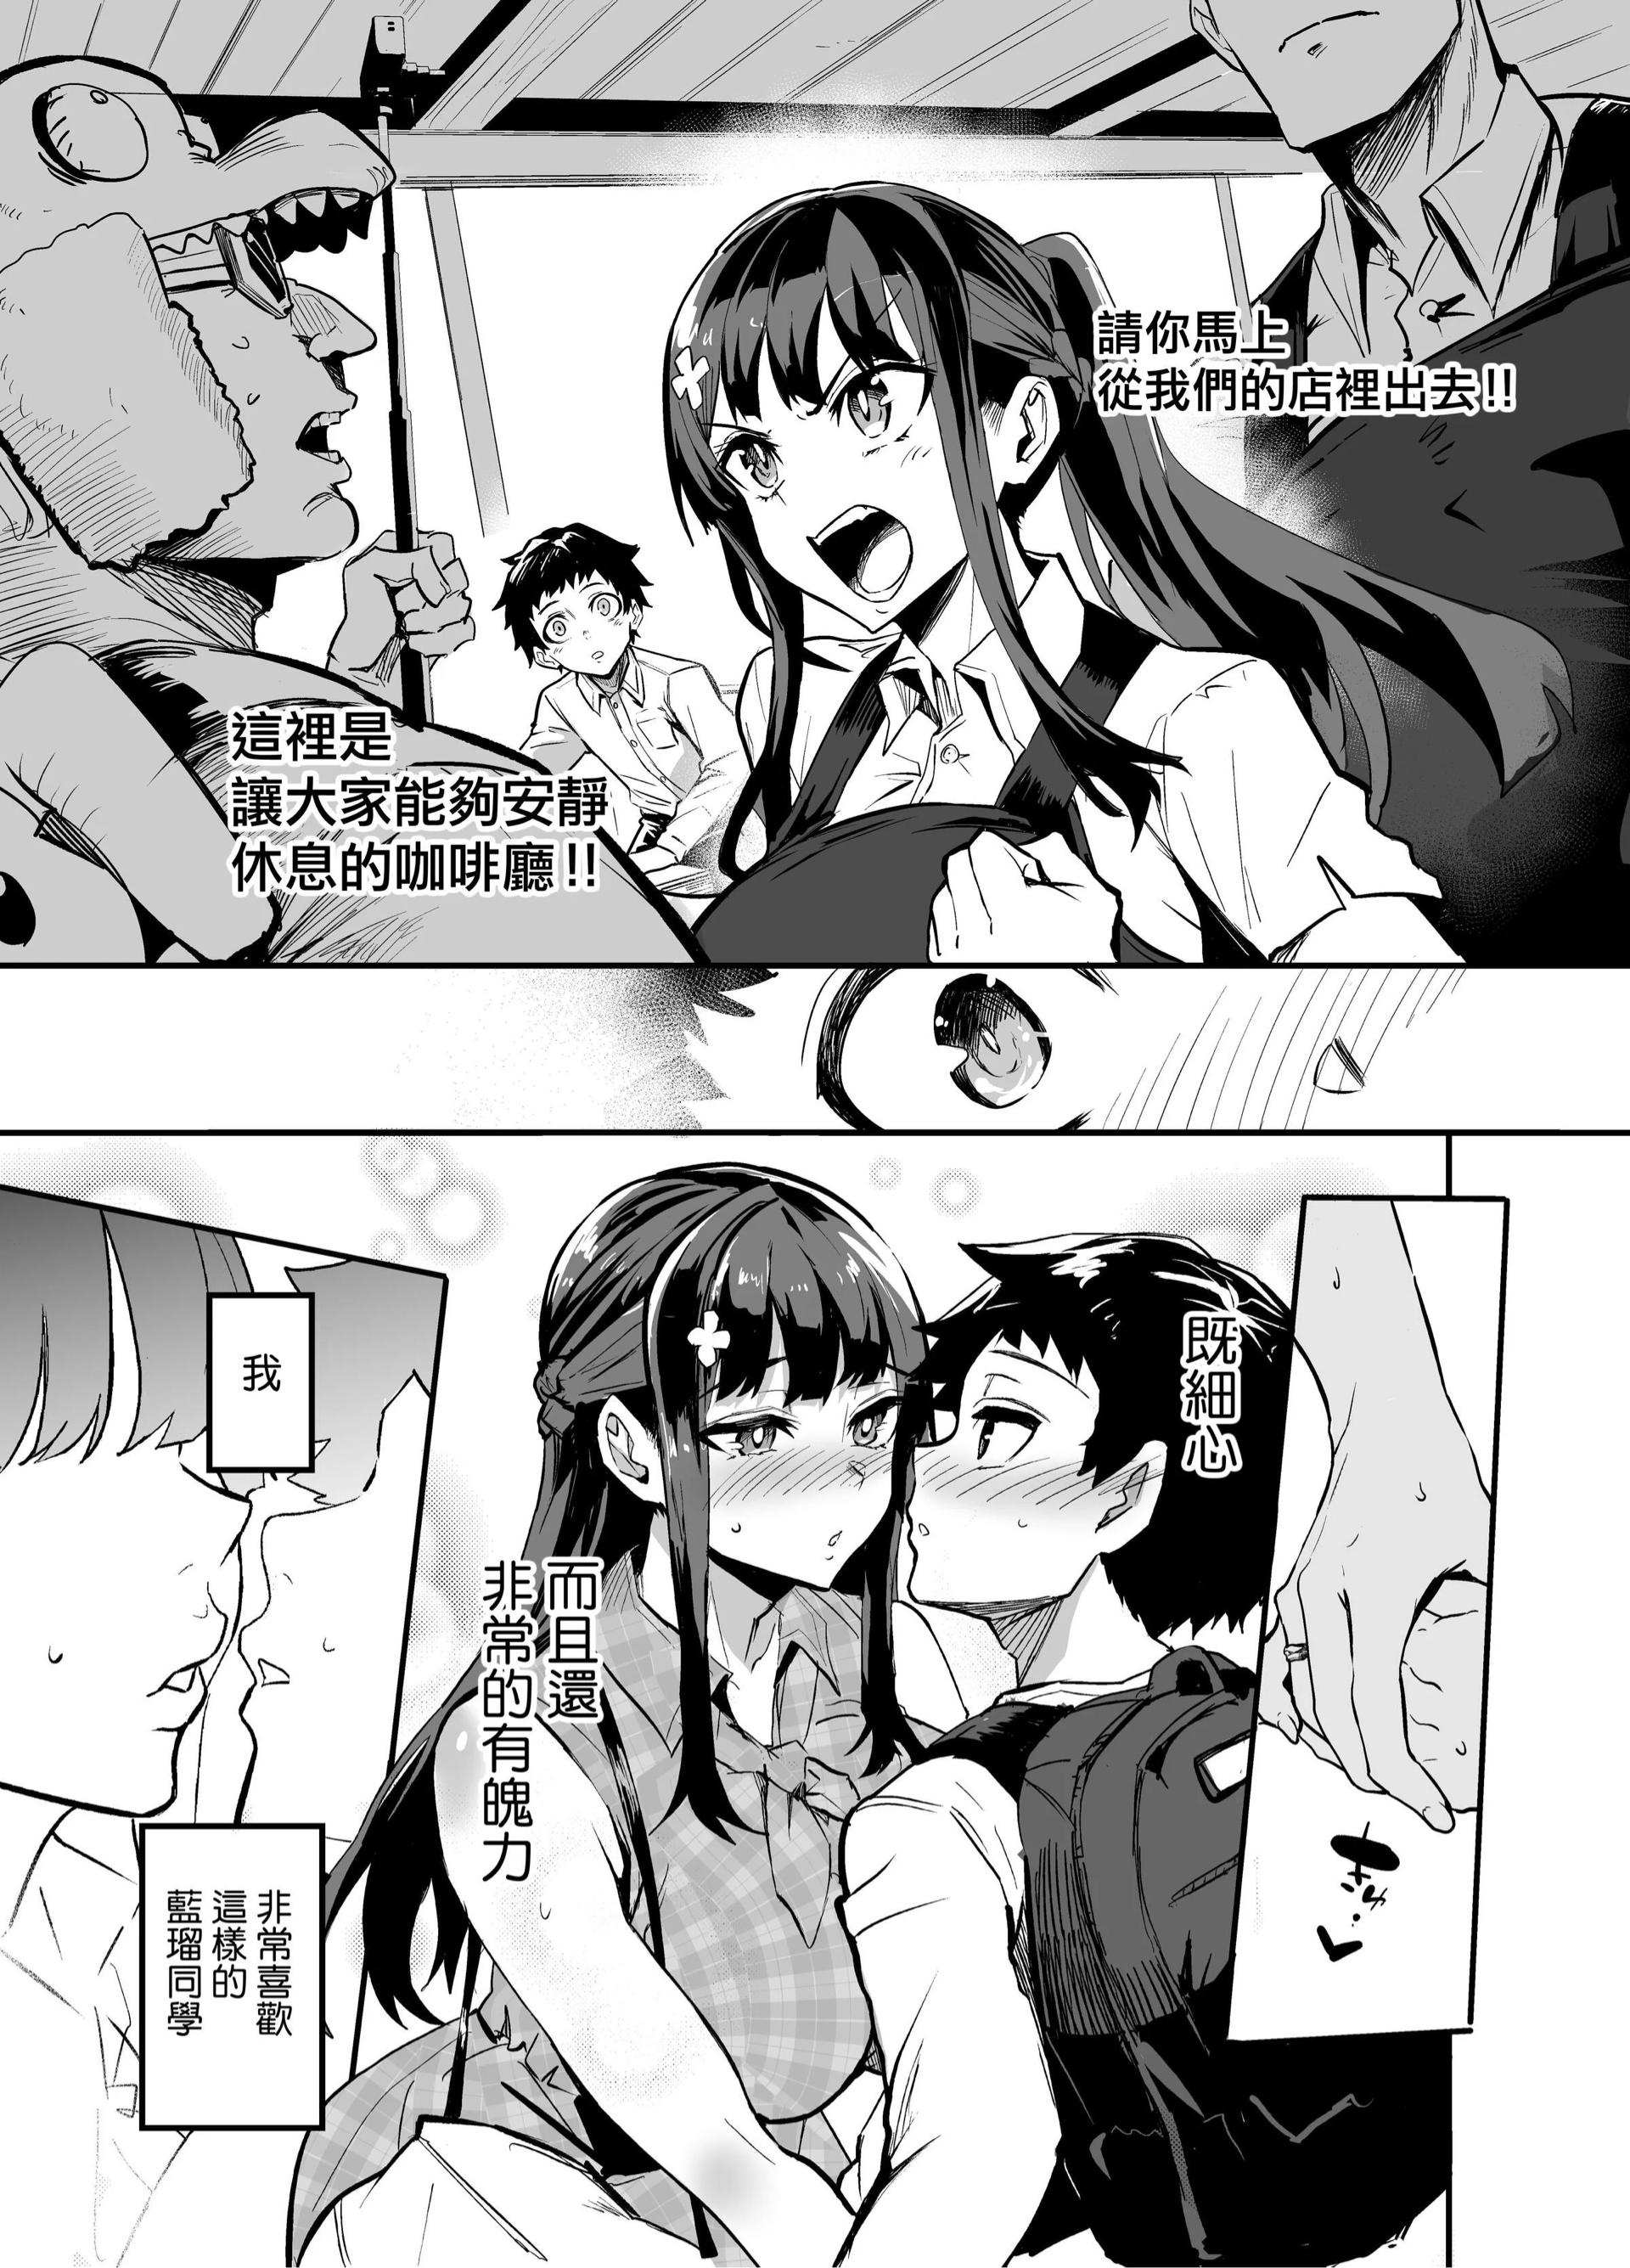 請你馬上
從我們的店裡出去!!
這裡是
讓大家能夠安靜
休息的咖啡廳!!
既細心
きゅ
而且還
非常的有魄力
我
非常喜歡
這樣的
藍瑠同學